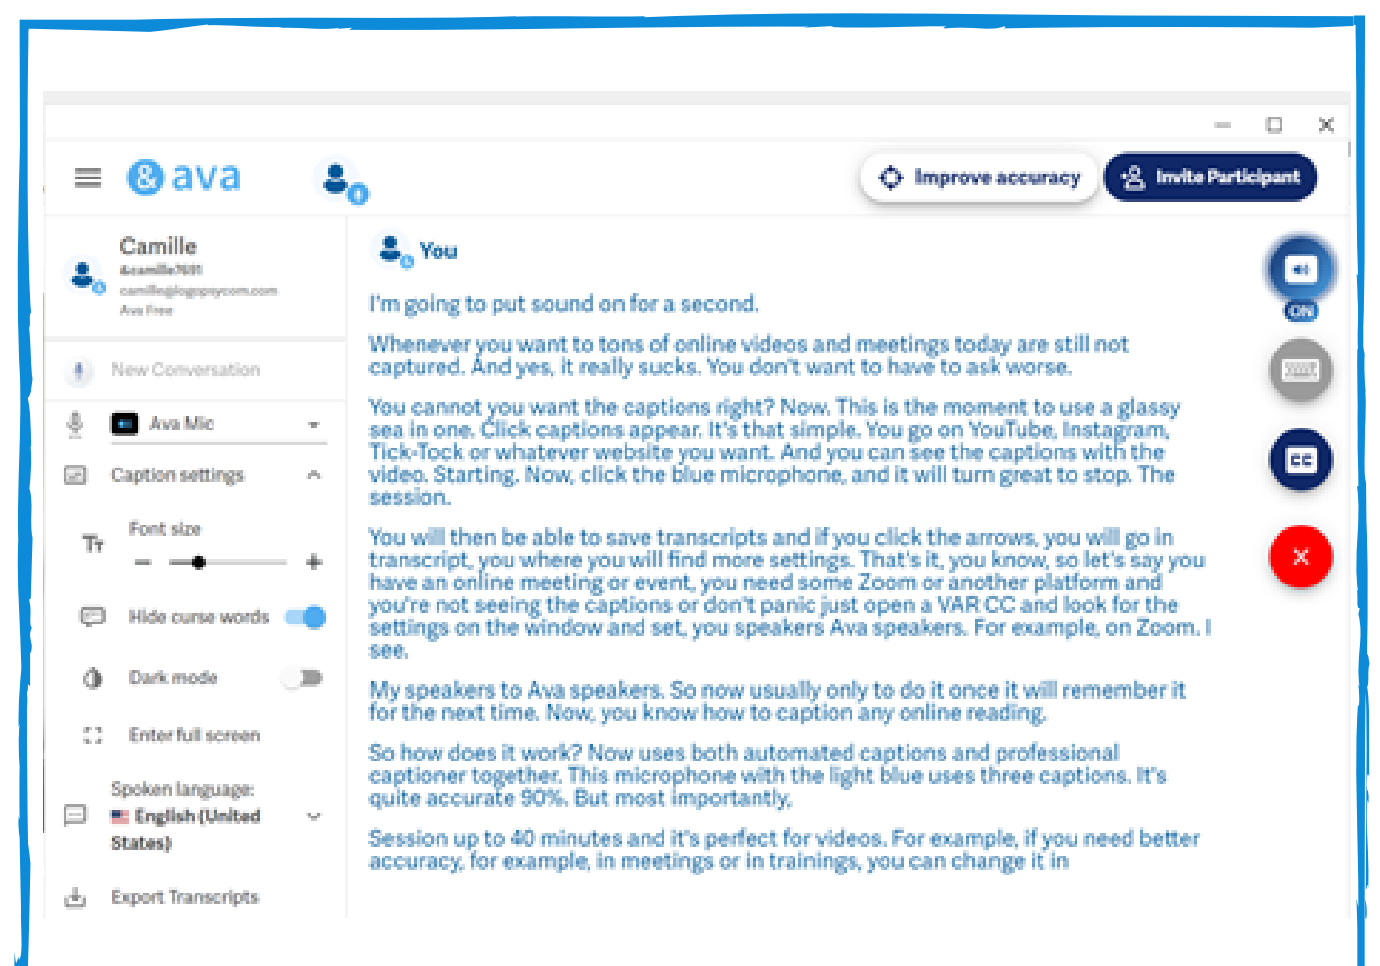 & ava
Improve accuracy
Invite Participant
Camille
&camille7691
camille@logopsycom.com
Ava Free
New Conversation
Ava Mic
Caption settings
Font size
Hide curse words
Dark mode
Enter full screen
Spoken language:
English (United
States)
Export Transcripts
You
I'm going to put sound on for a second.
Whenever you want to tons of online videos and meetings today are still not
captured. And yes, it really sucks. You don't want to have to ask worse.
You cannot you want the captions right? Now. This is the moment to use a glassy
sea in one. Click captions appear. It's that simple. You go on YouTube, Instagram,
Tick-Tock or whatever website you want. And you can see the captions with the
video. Starting. Now, click the blue microphone, and it will turn great to stop. The
session.
You will then be able to save transcripts and if you click the arrows, you will go in
transcript, you where you will find more settings. That's it, you know, so let's say you
have an online meeting or event, you need some Zoom or another platform and
you're not seeing the captions or don't panic just open a VAR CC and look for the
settings on the window and set, you speakers Ava speakers. For example, on Zoom. I
see.
My speakers to Ava speakers. So now usually only to do it once it will remember it
for the next time. Now, you know how to caption any online reading.
So how does it work? Now uses both automated captions and professional
captioner together. This microphone with the light blue uses three captions. It's
quite accurate 90%. But most importantly,
Session up to 40 minutes and it's perfect for videos. For example, if you need better
accuracy, for example, in meetings or in trainings, you can change it in
ON
CC